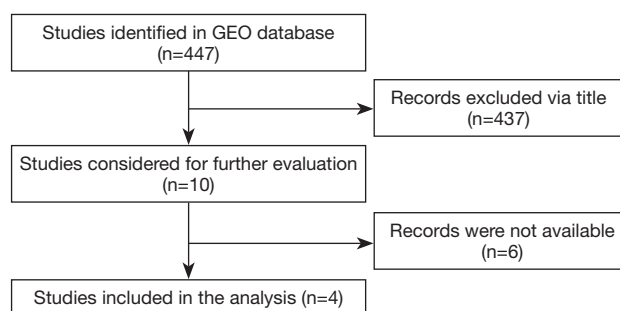 Studies identified in GEO database
(n=447)
Records excluded via title
(n=437)
Studies considered for further evaluation
(n=10)
Records were not available
(n=6)
Studies included in the analysis (n=4)